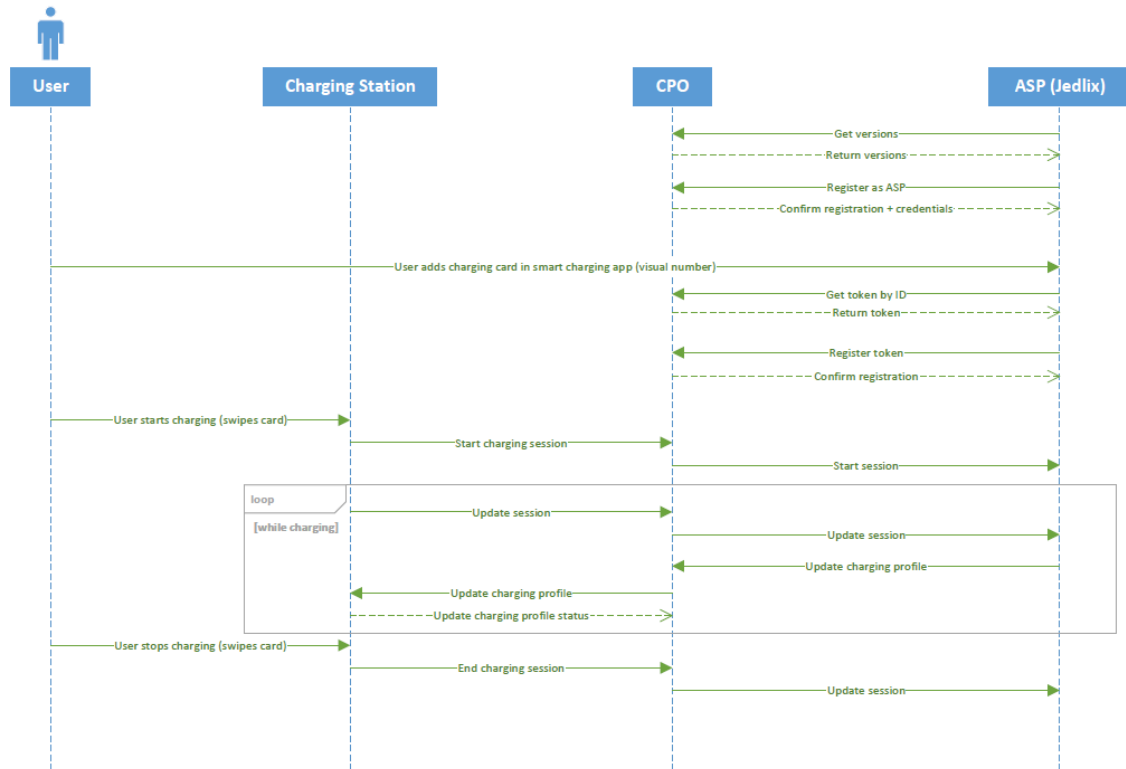 User
Charging Station
CPO
ASP (Jedlix)
Get versions
Return versions
Register as ASP
Confirm registration + credentials
User adds charging card in smart charging app (visual number)
Get token by ID
Return token
Register token
Confirm registration
User starts charging (swipes card)
Start charging session
Start session
loop
[while charging]
Update session
Update session
Update charging profile
Update charging profile
Update charging profile status
User stops charging (swipes card)
End charging session
Update session